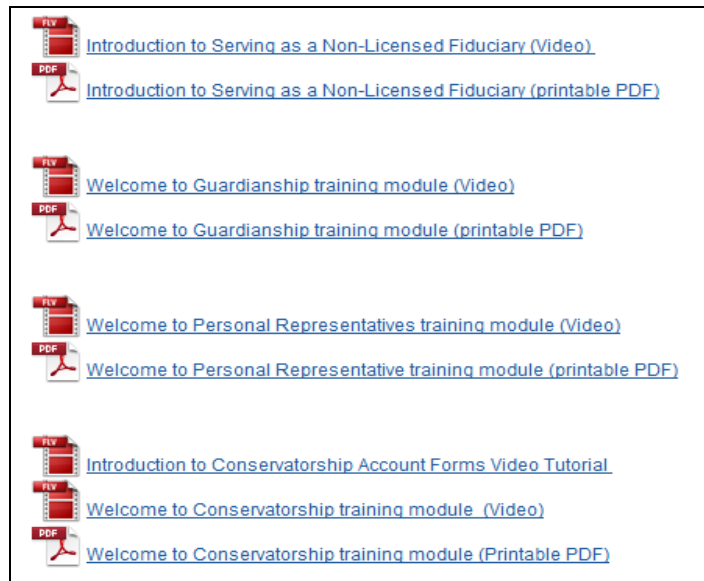 FLV
Introduction to Serving as a Non-Licensed Fiduciary (Video)
PDF
Introduction to Serving as a Non-Licensed Fiduciary (printable PDF)
FLV
Welcome to Guardianship training module (Video)
PDF
Welcome to Guardianship training module (printable PDF)
FLV
Welcome to Personal Representatives training module (Video)
PDF
Welcome to Personal Representative training module (printable PDF)
FLV
Introduction to Conservatorship Account Forms Video Tutorial
FLV
Welcome to Conservatorship training module (Video)
PDF
Welcome to Conservatorship training module (Printable PDF)